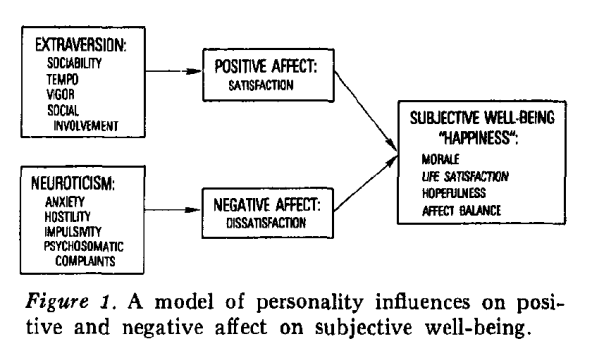 EXTRAVERSION:
SOCIABILITY
TEMPO
VIGOR
SOCIAL
INVOLVEMENT
POSITIVE AFFECT:
SATISFACTION
SUBJECTIVE WELL-BEING
"HAPPINESS":
MORALE
LIFE SATISFACTION
HOPEFULNESS
AFFECT BALANCE
NEUROTICISM:
ANXIETY
HOSTILITY
IMPULSIVITY
PSYCHOSOMATIC
COMPLAINTS
NEGATIVE AFFECT:
DISSATISFACTION
Figure 1. A model of personality influences on posi-
tive and negative affect on subjective well-being.